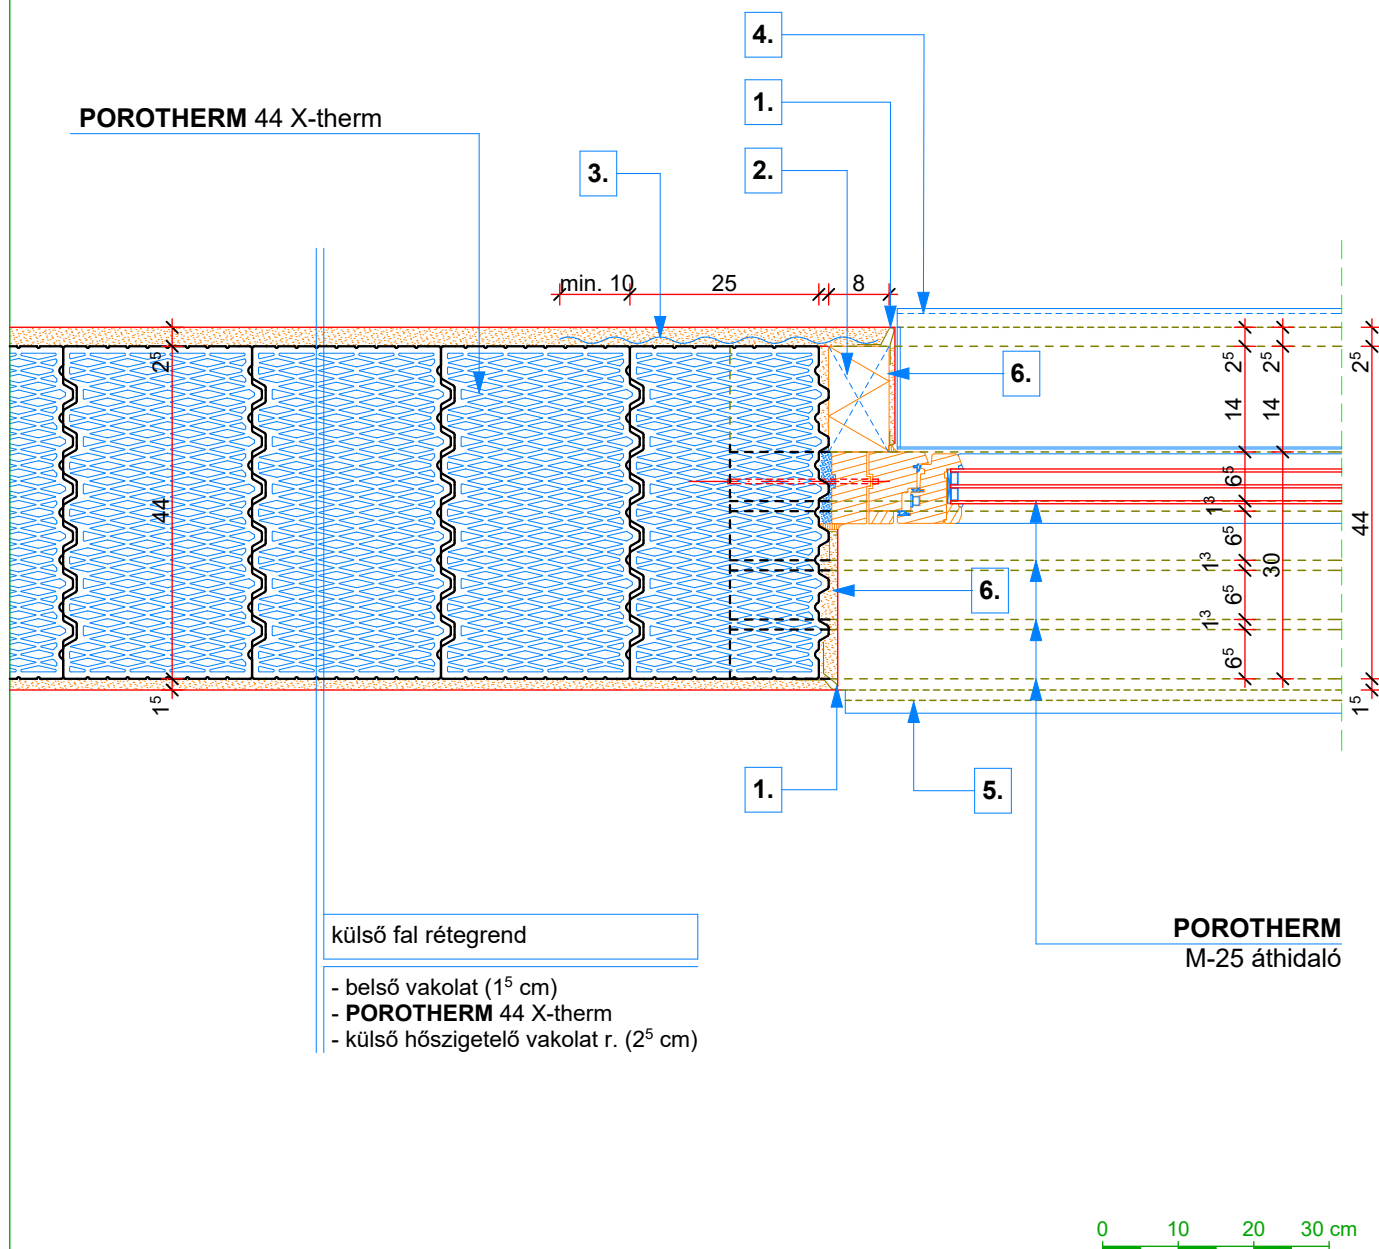 4.
1.
POROTHERM 44 X-therm
3.
2.
min. 10 25 8
6.
2⁵ 2⁵ 2⁵ 2⁵
14 14
44
6⁵
1³
6⁵
44
1³
30
6.
6⁵
1³
6⁵
1⁵ 1⁵
1.
5.
külső fal rétegrend
POROTHERM
M-25 áthidaló
- belső vakolat (1⁵ cm)
- POROTHERM 44 X-therm
- külső hőszigetelő vakolat r. (2⁵ cm)
0 10 20 30 cm